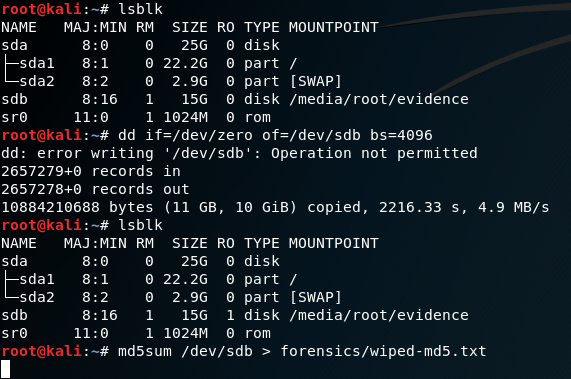 root@kali:~# lsblk
NAME   MAJ:MIN RM  SIZE RO TYPE MOUNTPOINT
sda      8:0    0   25G  0 disk
├─sda1   8:1    0 22.2G  0 part /
└─sda2   8:2    0  2.9G  0 part [SWAP]
sdb      8:16   1   15G  0 disk /media/root/evidence
sr0     11:0    1 1024M  0 rom
root@kali:~# dd if=/dev/zero of=/dev/sdb bs=4096
dd: error writing '/dev/sdb': Operation not permitted
2657279+0 records in
2657278+0 records out
10884210688 bytes (11 GB, 10 GiB) copied, 2216.33 s, 4.9 MB/s
root@kali:~# lsblk
NAME   MAJ:MIN RM  SIZE RO TYPE MOUNTPOINT
sda      8:0    0   25G  0 disk
├─sda1   8:1    0 22.2G  0 part /
└─sda2   8:2    0  2.9G  0 part [SWAP]
sdb      8:16   1   15G  1 disk /media/root/evidence
sr0     11:0    1 1024M  0 rom
root@kali:~# md5sum /dev/sdb > forensics/wiped-md5.txt